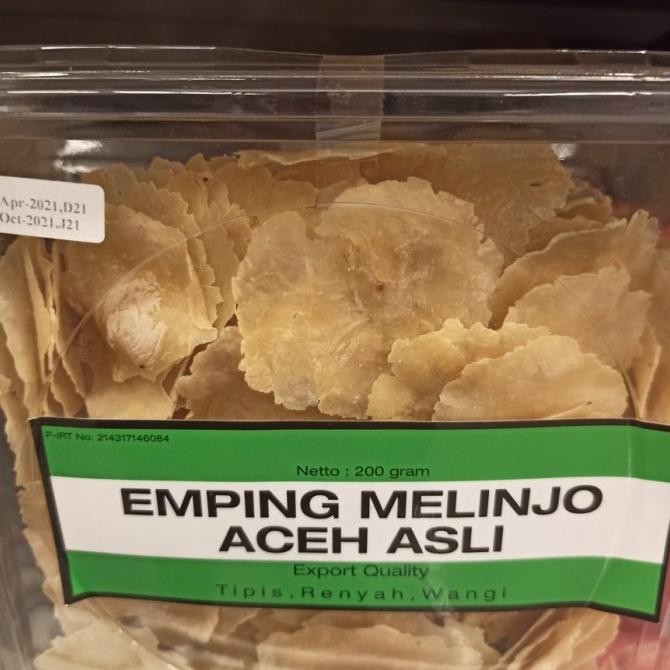 Apr-2021,D21
Oct-2021,J21
P-IRT No. 214317146084
Netto : 200 gram
EMPING MELINJO
ACEH ASLI
Export Quality
Tipis,Renyah,Wangi